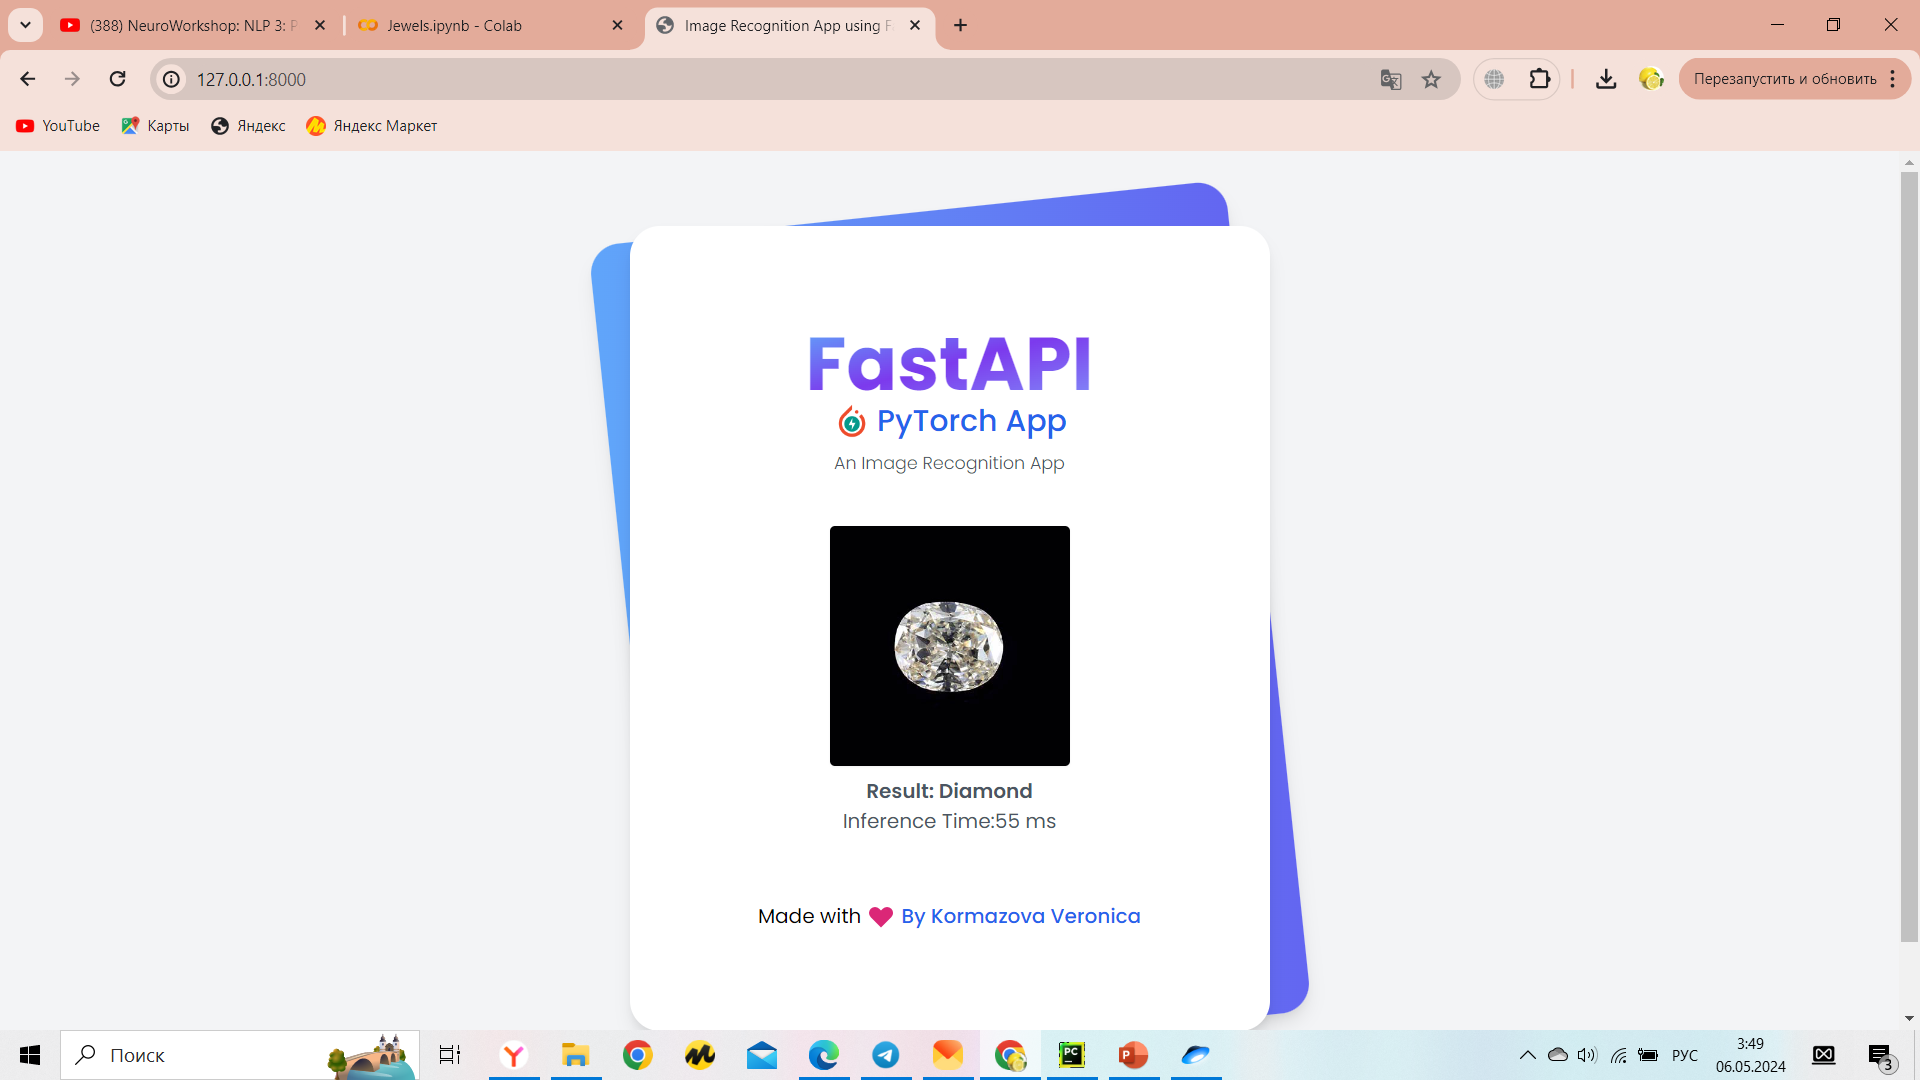 (388) NeuroWorkshop: NLP 3: P
Jewels.ipynb - Colab
Image Recognition App using F
127.0.0.1:8000
Перезапустить и обновить
YouTube
Карты
Яндекс
Яндекс Маркет
FastAPI
PyTorch App
An Image Recognition App
Result: Diamond
Inference Time:55 ms
Made with
By Kormazova Veronica
Поиск
PC
P
РУС
3:49
06.05.2024
3